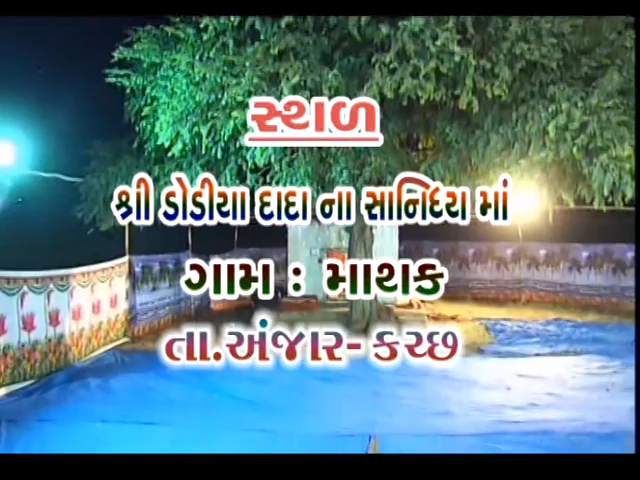 સ્થળ
શ્રી ડોડીયા દાદા ના સાનિધ્ય માં
ગામ : માથક
તા.અંજાર- કચ્છ